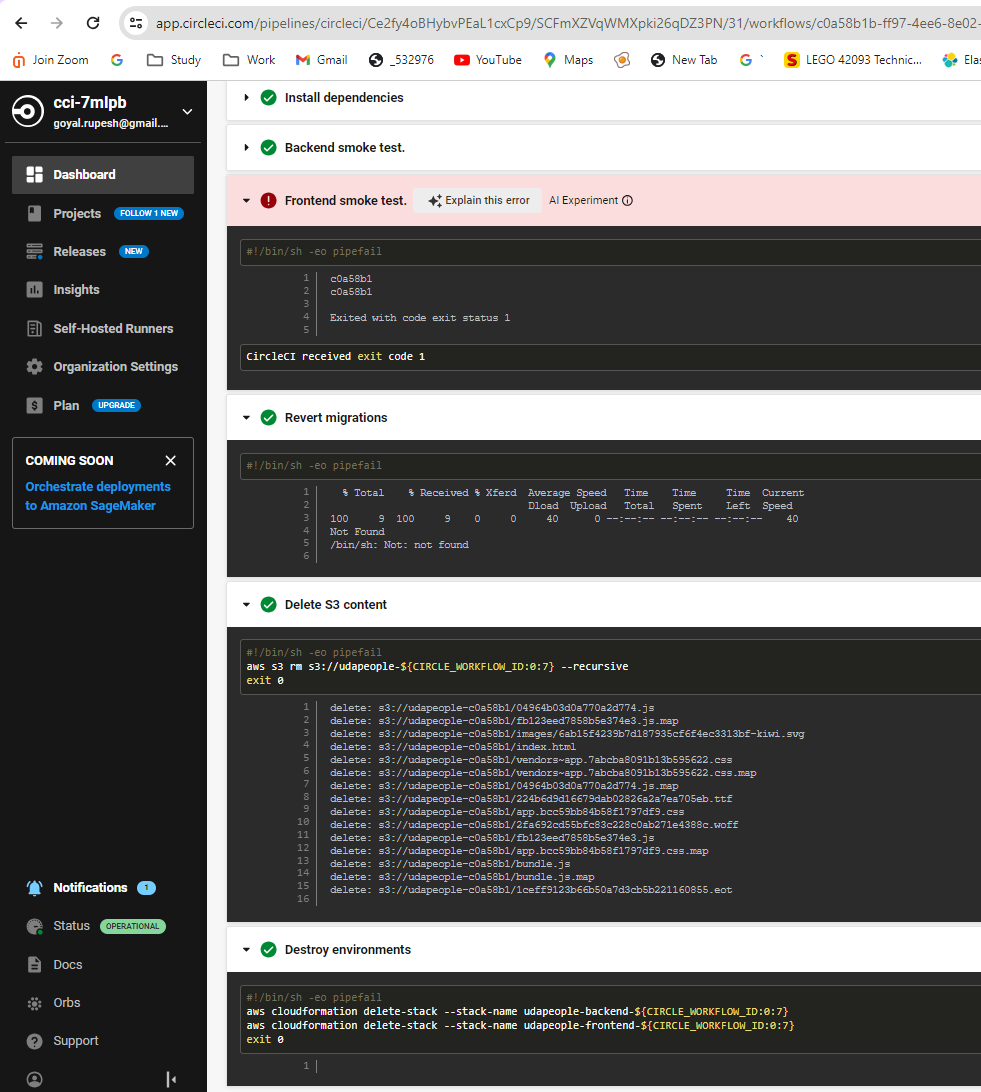 app.circleci.com/pipelines/circleci/Ce2fy4oBHybvPEaL1cxCp9/SCFmXZVqWMXpki26qDZ3PN/31/workflows/c0a58b1b-ff97-4ee6-8e02-
Join Zoom
Study
Work
Gmail
_532976
YouTube
Maps
New Tab
LEGO 42093 Technic...
Elas
cci-7mlpb
goyal.rupesh@gmail....
Dashboard
Projects FOLLOW 1 NEW
Releases NEW
Insights
Self-Hosted Runners
Organization Settings
Plan UPGRADE
COMING SOON
Orchestrate deployments
to Amazon SageMaker
Notifications 1
Status OPERATIONAL
Docs
Orbs
Support
Install dependencies
Backend smoke test.
Frontend smoke test. Explain this error AI Experiment
#!/bin/sh -eo pipefail
1 c0a58b1
2 c0a58b1
3
4 Exited with code exit status 1
5
CircleCI received exit code 1
Revert migrations
#!/bin/sh -eo pipefail
1 % Total % Received % Xferd Average Speed Time Time Time Current
2 Dload Upload Total Spent Left Speed
3 100 9 100 9 0 0 40 0 --:--:-- --:--:-- --:--:-- 40
4 Not Found
5 /bin/sh: Not: not found
6
Delete S3 content
#!/bin/sh -eo pipefail
aws s3 rm s3://udapeople-${CIRCLE_WORKFLOW_ID:0:7} --recursive
exit 0
1 delete: s3://udapeople-c0a58b1/04964b03d0a770a2d774.js
2 delete: s3://udapeople-c0a58b1/fb123eed7858b5e374e3.js.map
3 delete: s3://udapeople-c0a58b1/images/6ab15f4239b7d187935cf6f4ec3313bf-kiwi.svg
4 delete: s3://udapeople-c0a58b1/index.html
5 delete: s3://udapeople-c0a58b1/vendors~app.7abcba8091b13b595622.css
6 delete: s3://udapeople-c0a58b1/vendors~app.7abcba8091b13b595622.css.map
7 delete: s3://udapeople-c0a58b1/04964b03d0a770a2d774.js.map
8 delete: s3://udapeople-c0a58b1/224b6d9d16679dab02826a2a7ea705eb.ttf
9 delete: s3://udapeople-c0a58b1/app.bcc59bb84b58f1797df9.css
10 delete: s3://udapeople-c0a58b1/2fa692cd55bfc83c228c0ab271e4388c.woff
11 delete: s3://udapeople-c0a58b1/fb123eed7858b5e374e3.js
12 delete: s3://udapeople-c0a58b1/app.bcc59bb84b58f1797df9.css.map
13 delete: s3://udapeople-c0a58b1/bundle.js
14 delete: s3://udapeople-c0a58b1/bundle.js.map
15 delete: s3://udapeople-c0a58b1/1ceff9123b66b50a7d3cb5b221160855.eot
16
Destroy environments
#!/bin/sh -eo pipefail
aws cloudformation delete-stack --stack-name udapeople-backend-${CIRCLE_WORKFLOW_ID:0:7}
aws cloudformation delete-stack --stack-name udapeople-frontend-${CIRCLE_WORKFLOW_ID:0:7}
exit 0
1